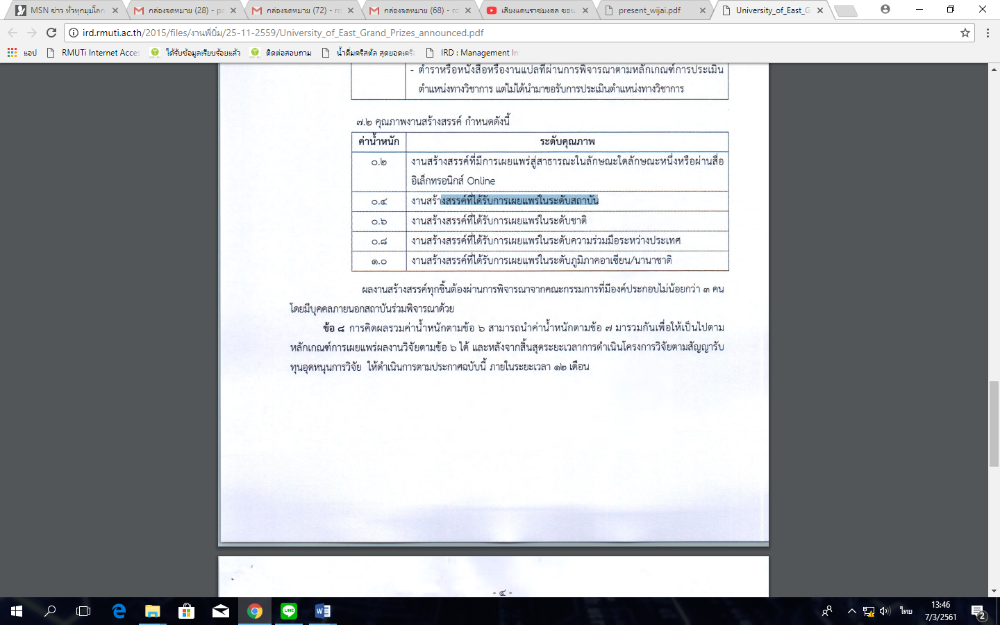 MSN ข่าว ทั่วทุกมุมโลก
กล่องจดหมาย (28) - pa
กล่องจดหมาย (72) - rd
กล่องจดหมาย (68) - ro
เสียงแคนราชมงคล ขอน
present_wijai.pdf
University_of_East_G
ird.rmuti.ac.th/2015/files/งานพี่บิ่ม/25-11-2559/University_of_East_Grand_Prizes_announced.pdf
แอป
RMUTi Internet Acces
ได้รับข้อมูลเรียบร้อยแล้ว
ติดต่อสอบถาม
น้ำดื่มคริสตัล สุดยอดเครื่
IRD : Management In
- ตำราหรือหนังสือหรืองานแปลที่ผ่านการพิจารณาตามหลักเกณฑ์การประเมิน
ตำแหน่งทางวิชาการ แต่ไม่ได้นำมาขอรับการประเมินตำแหน่งทางวิชาการ
๗.๒ คุณภาพงานสร้างสรรค์ กำหนดดังนี้
ค่าน้ำหนัก ระดับคุณภาพ
๐.๒ งานสร้างสรรค์ที่มีการเผยแพร่สู่สาธารณะในลักษณะใดลักษณะหนึ่งหรือผ่านสื่อ
อิเล็กทรอนิกส์ Online
๐.๔ งานสร้างสรรค์ที่ได้รับการเผยแพร่ในระดับสถาบัน
๐.๖ งานสร้างสรรค์ที่ได้รับการเผยแพร่ในระดับชาติ
๐.๘ งานสร้างสรรค์ที่ได้รับการเผยแพร่ในระดับความร่วมมือระหว่างประเทศ
๑.๐ งานสร้างสรรค์ที่ได้รับการเผยแพร่ในระดับภูมิภาคอาเซียน/นานาชาติ
ผลงานสร้างสรรค์ทุกชิ้นต้องผ่านการพิจารณาจากคณะกรรมการที่มีองค์ประกอบไม่น้อยกว่า ๓ คน
โดยมีบุคคลภายนอกสถาบันร่วมพิจารณาด้วย
ข้อ ๘ การคิดผลรวมค่าน้ำหนักตามข้อ ๖ สามารถนำค่าน้ำหนักตามข้อ ๗ มารวมกันเพื่อให้เป็นไปตาม
หลักเกณฑ์การเผยแพร่ผลงานวิจัยตามข้อ ๖ ได้ และหลังจากสิ้นสุดระยะเวลาการดำเนินโครงการวิจัยตามสัญญารับ
ทุนอุดหนุนการวิจัย ให้ดำเนินการตามประกาศฉบับนี้ ภายในระยะเวลา ๑๒ เดือน
- ๔ -
ไทย
13:46
7/3/2561
2